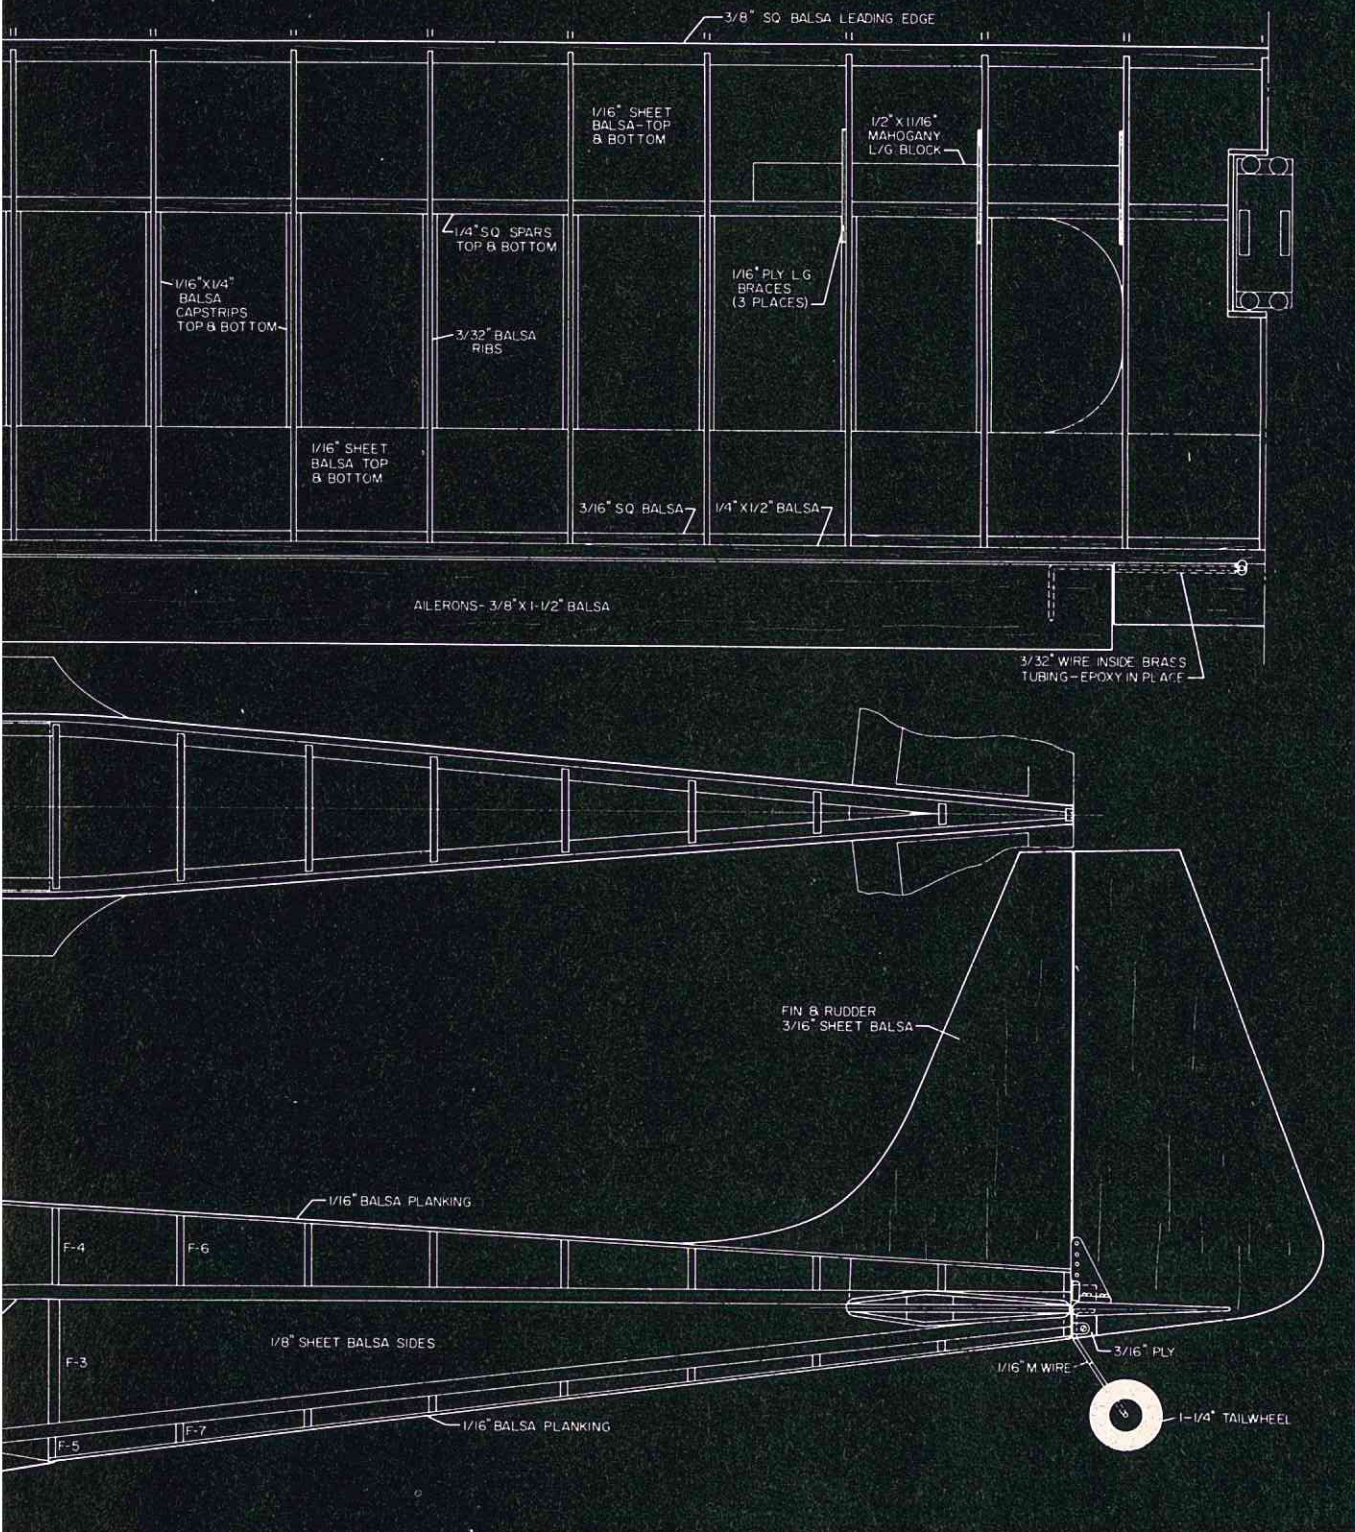 3/8" SQ BALSA LEADING EDGE
1/16" SHEET
BALSA-TOP
& BOTTOM
1/2" X 11/16"
MAHOGANY
L/G BLOCK
1/4" SQ. SPARS
TOP & BOTTOM
1/16" PLY L.G
BRACES
(3 PLACES)
1/16" X 1/4"
BALSA
CAPSTRIPS
TOP & BOTTOM
3/32" BALSA
RIBS
1/16" SHEET
BALSA TOP
& BOTTOM
3/16" SQ. BALSA
1/4" X 1/2" BALSA
AILERONS- 3/8" X 1-1/2" BALSA
3/32" WIRE INSIDE BRASS
TUBING-EPOXY IN PLACE
FIN & RUDDER
3/16" SHEET BALSA
1/16" BALSA PLANKING
F-4
F-6
1/8" SHEET BALSA SIDES
F-3
3/16" PLY
1/16" M.WIRE
1-1/4" TAILWHEEL
1/16" BALSA PLANKING
F-7
F-5